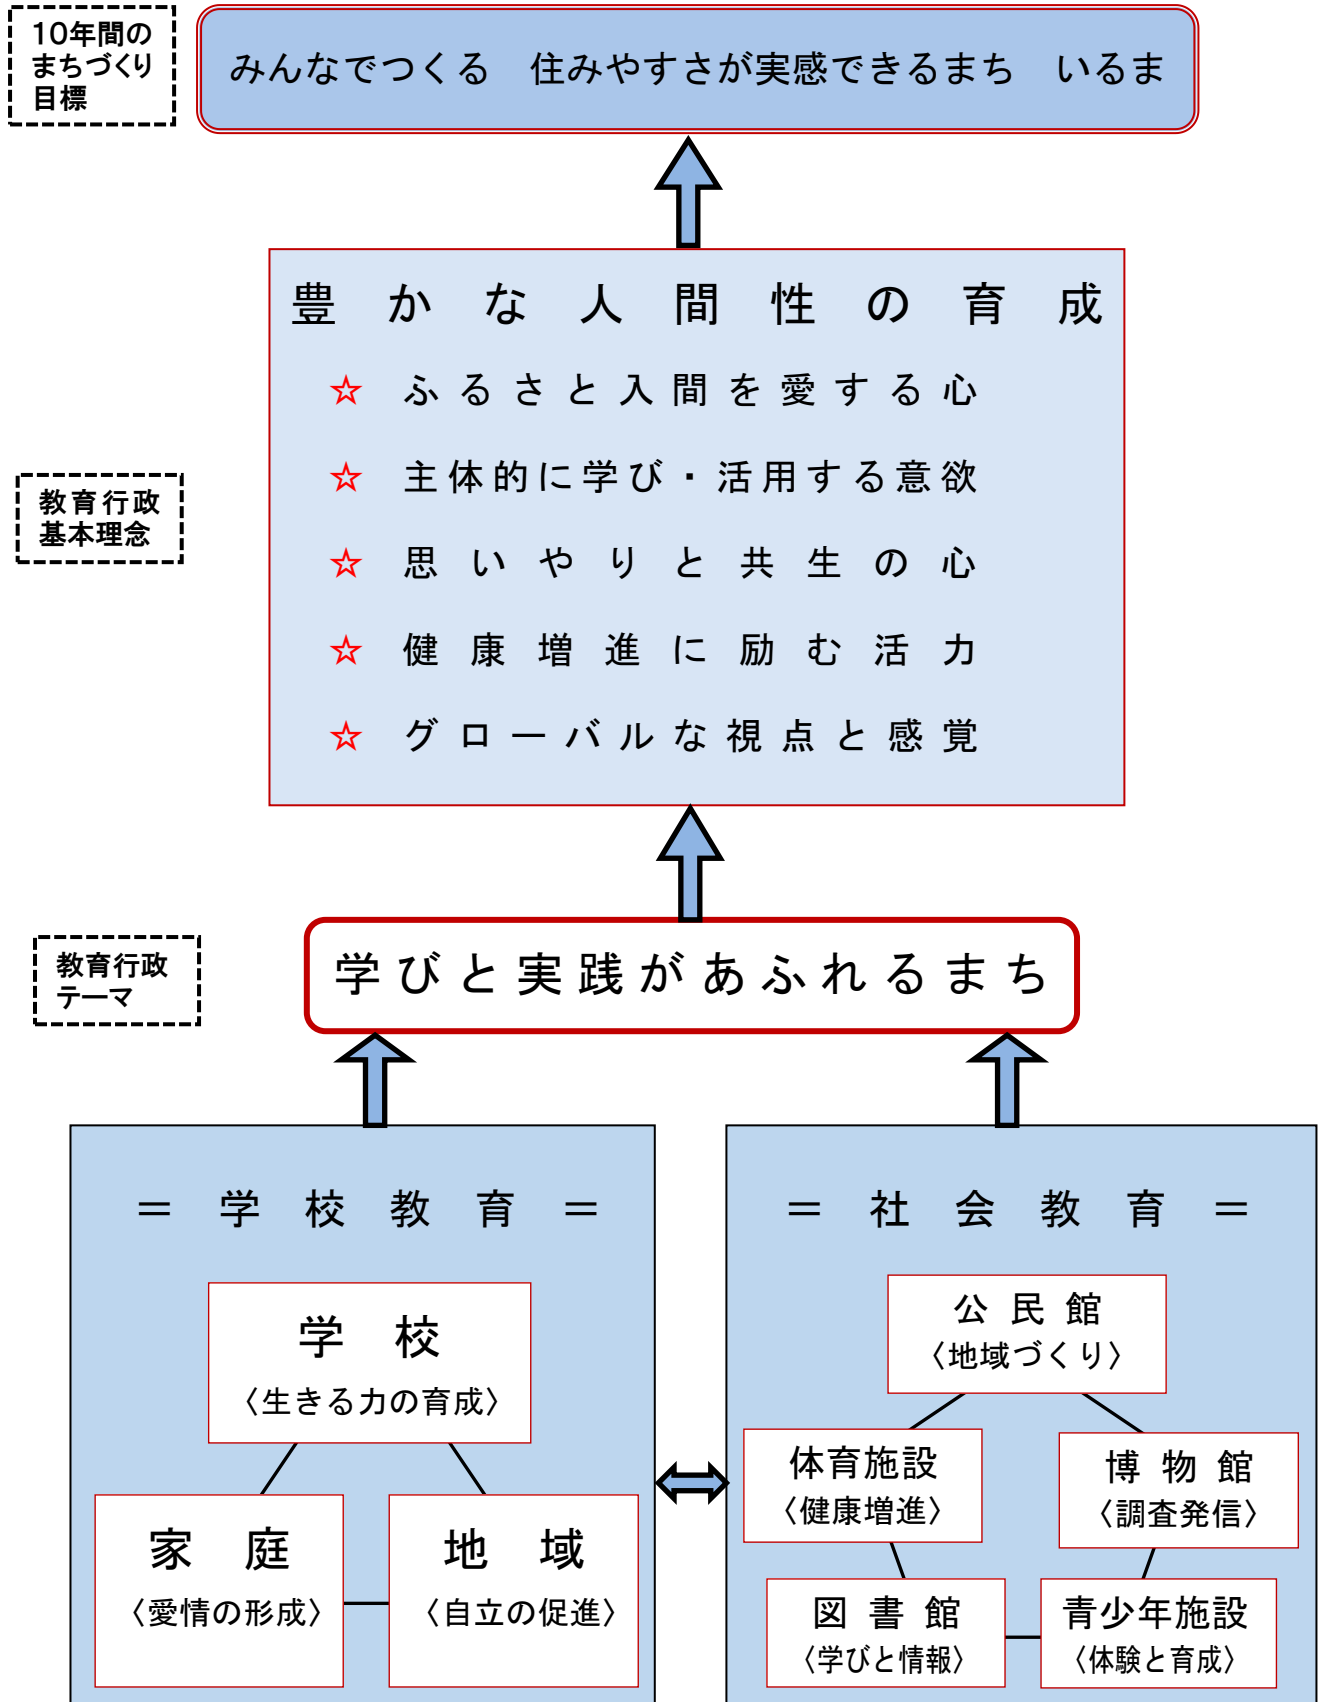 10年間の
まちづくり
目標
みんなでつくる　住みやすさが実感できるまち　いるま
豊かな人間性の育成
☆ ふるさと入間を愛する心
☆ 主体的に学び・活用する意欲
☆ 思いやりと共生の心
☆ 健康増進に励む活力
☆ グローバルな視点と感覚
教育行政
基本理念
教育行政
テーマ
学びと実践があふれるまち
＝学校教育＝
学校
〈生きる力の育成〉
家庭
〈愛情の形成〉
地域
〈自立の促進〉
＝社会教育＝
公民館
〈地域づくり〉
体育施設
〈健康増進〉
博物館
〈調査発信〉
図書館
〈学びと情報〉
青少年施設
〈体験と育成〉